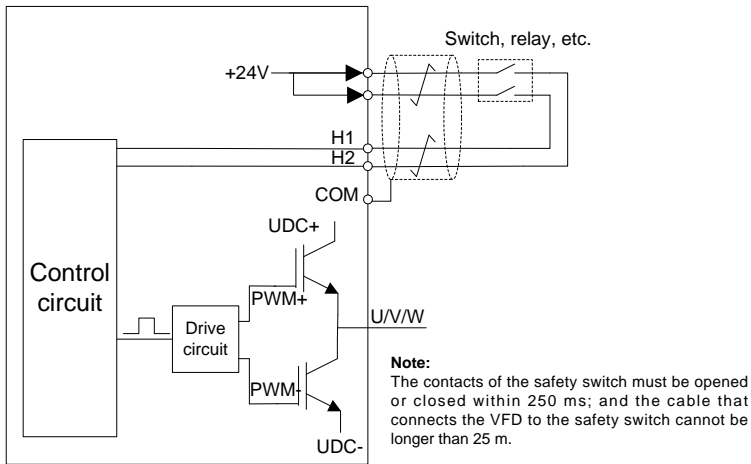 Switch, relay, etc.
+24V
H1
H2
COM
UDC+
Control
circuit
PWM+
Drive
circuit
U/V/W
PWM-
UDC-
Note:
The contacts of the safety switch must be opened
or closed within 250 ms; and the cable that
connects the VFD to the safety switch cannot be
longer than 25 m.